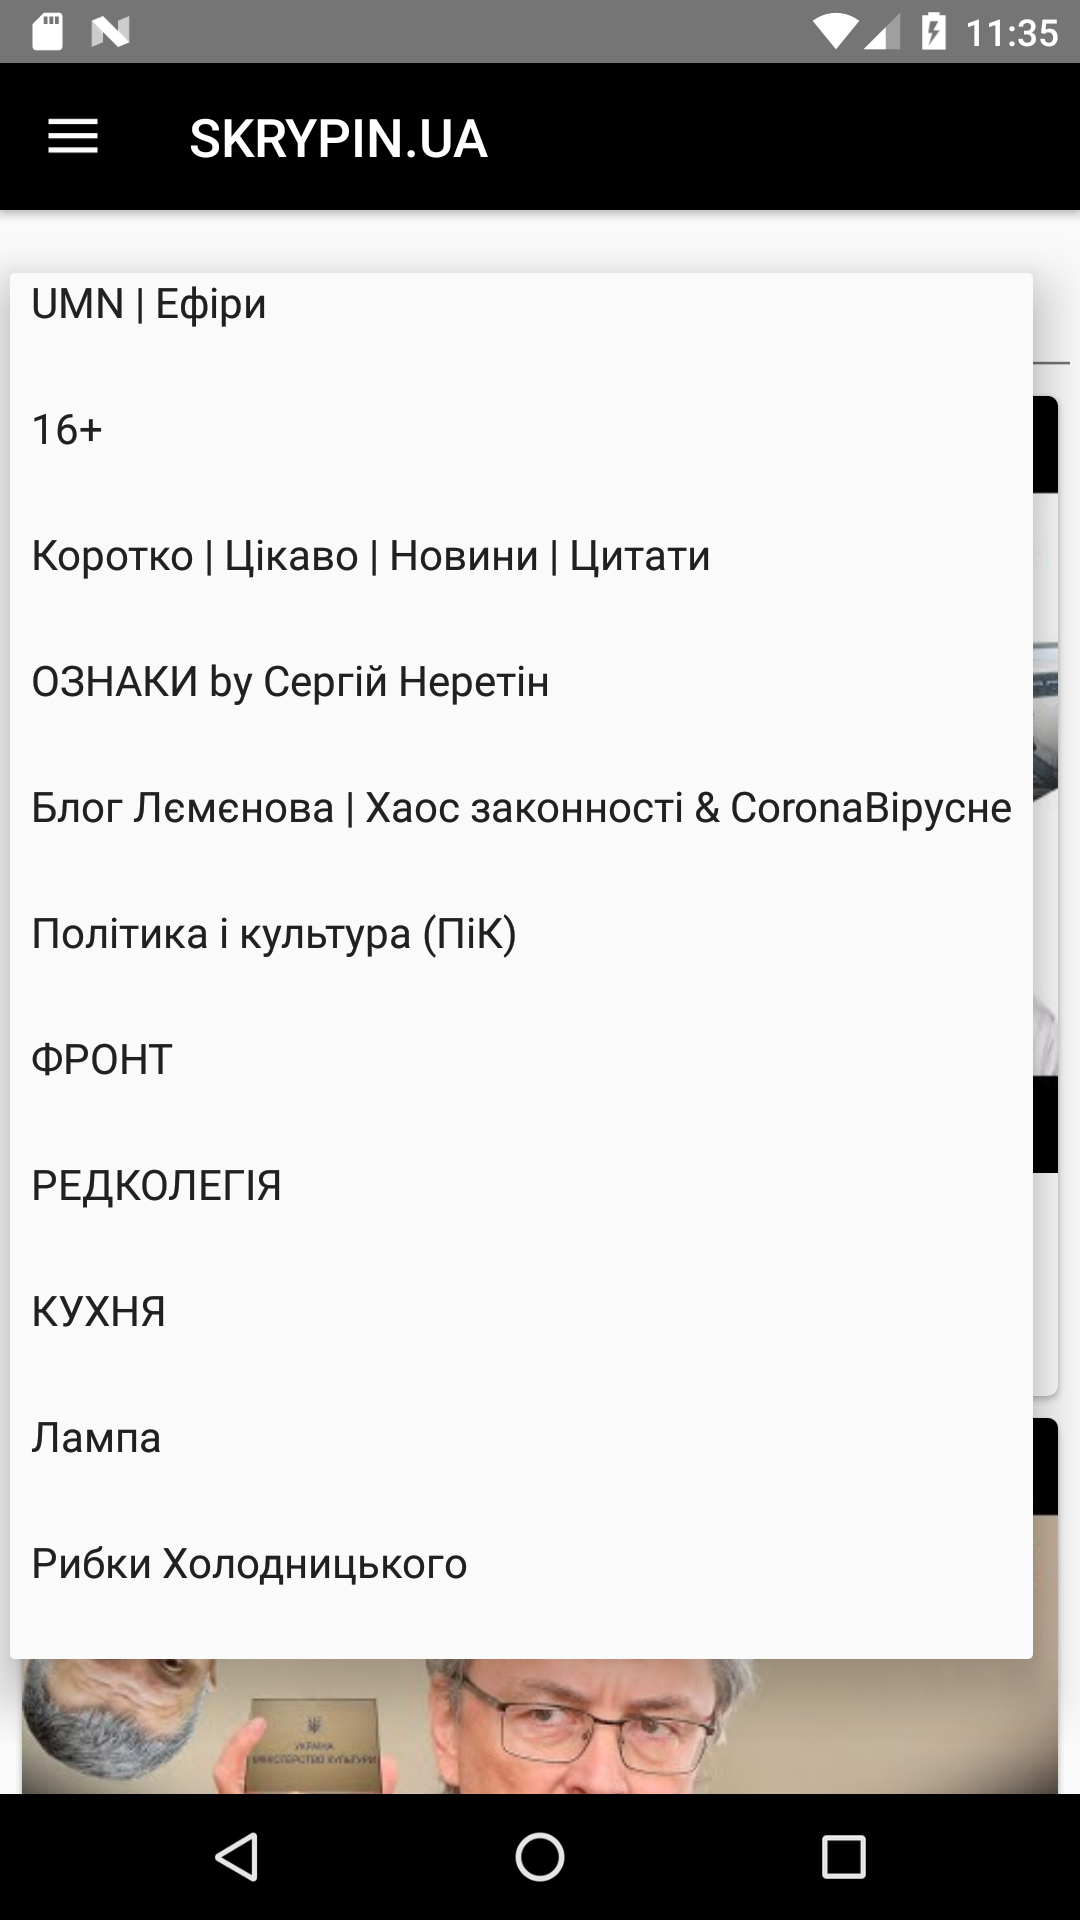 11:35
SKRYPIN.UA
UMN | Ефіри
16+
Коротко | Цікаво | Новини | Цитати
ОЗНАКИ by Сергій Неретін
Блог Лємєнова | Хаос законності & CoronaВірусне
Політика і культура (ПіК)
ФРОНТ
РЕДКОЛЕГІЯ
КУХНЯ
Лампа
Рибки Холодницького
УКРАЇНА
МІНІСТЕРСТВО КУЛЬТУРИ